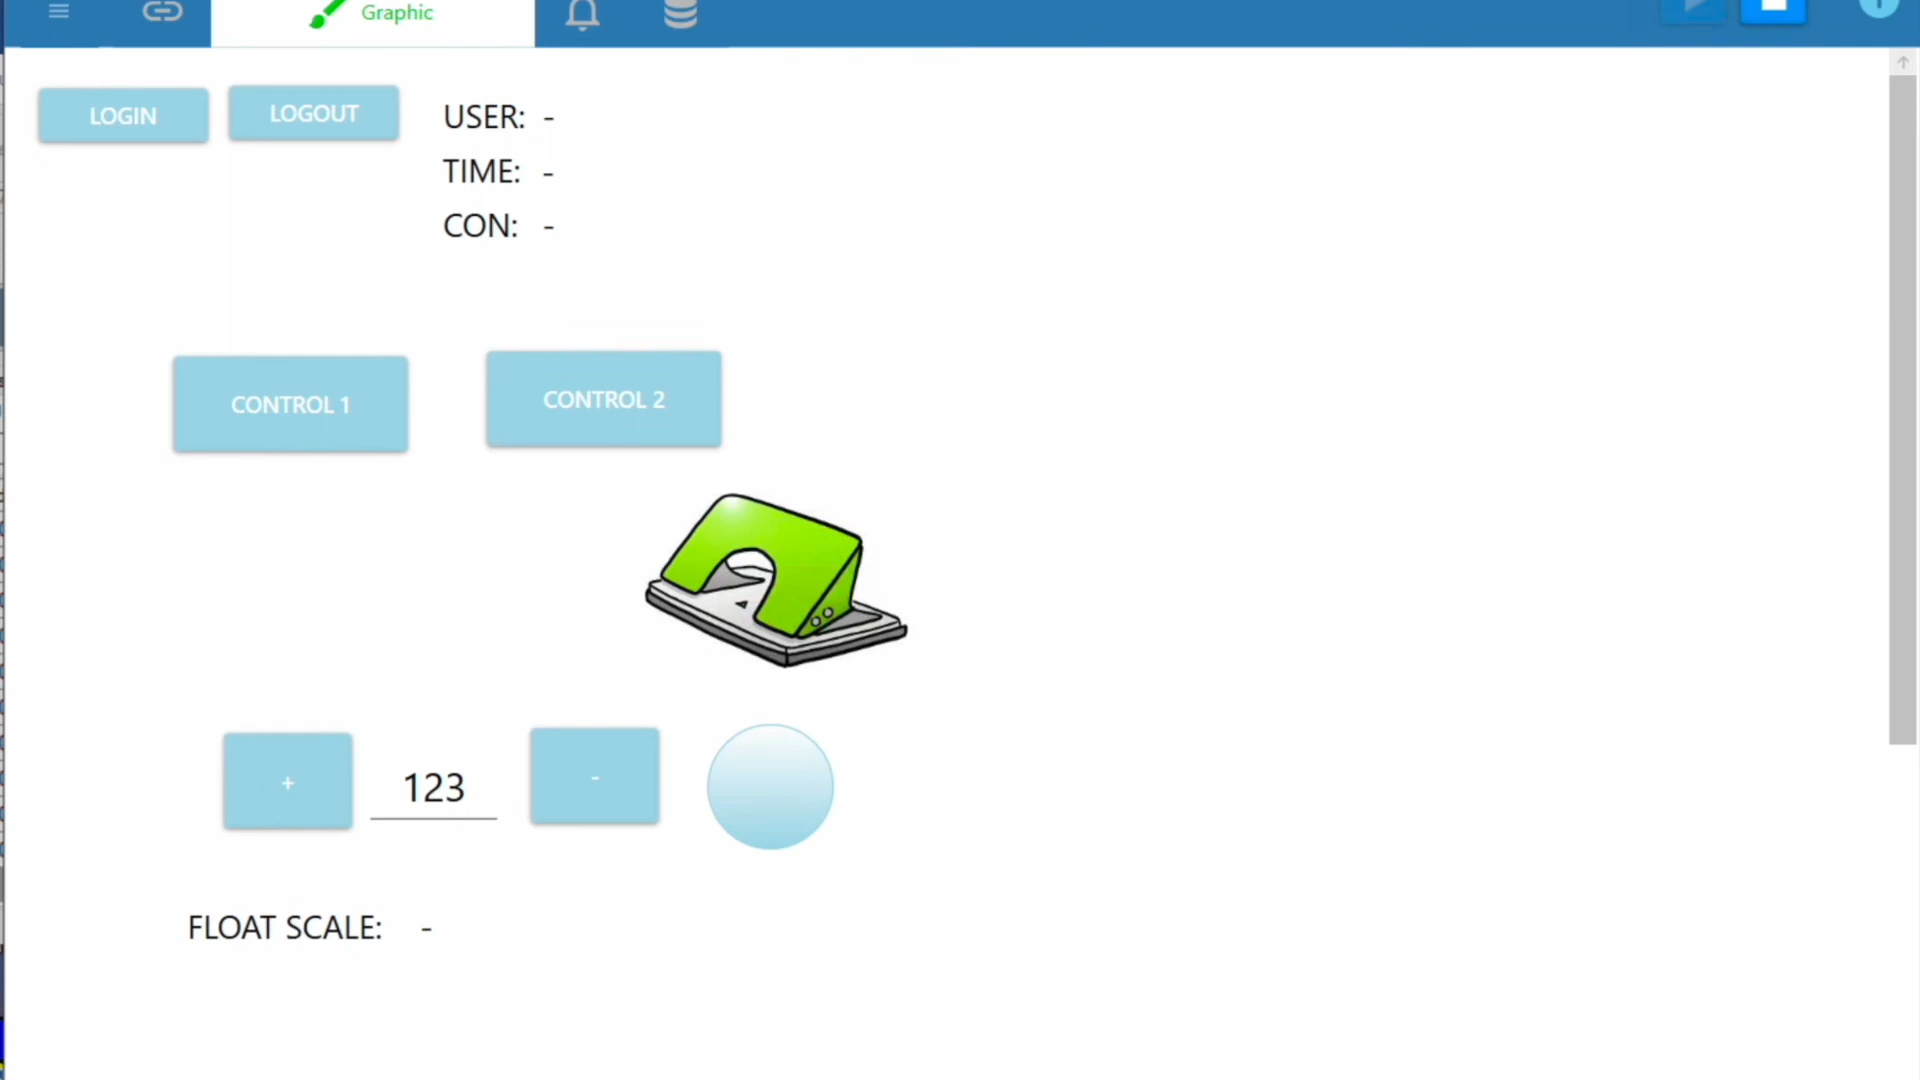 Graphic
LOGIN
LOGOUT
USER: -
TIME: -
CON: -
CONTROL 1
CONTROL 2
+
123
-
FLOAT SCALE: -